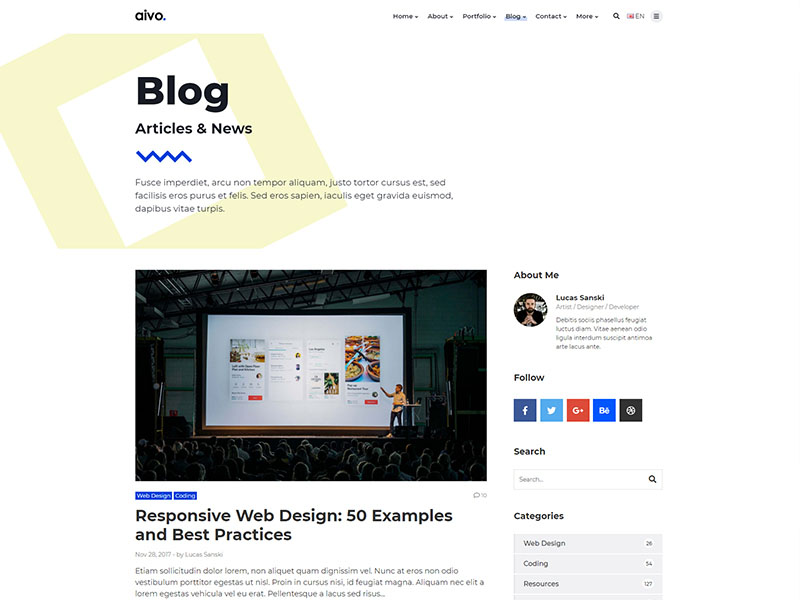 aivo.
Home About Portfolio Blog Contact More EN
Blog
Articles & News
Fusce imperdiet, arcu non tempor aliquam, justo tortor cursus est, sed
facilisis eros purus et felis. Sed eros sapien, iaculis eget gravida euismod,
dapibus vitae turpis.
Web Design Coding 10
Responsive Web Design: 50 Examples
and Best Practices
Nov 28, 2017 - by Lucas Sanski
Etiam sollicitudin dolor lorem, non aliquet quam dignissim vel. Nunc at eros non odio
vestibulum porttitor egestas ut nisl. Proin in cursus nisi, id feugiat magna. Aliquam nec elit a
lorem egestas vehicula vel eu erat. Pellentesque a lacus sed risus...
About Me
Lucas Sanski
Artist / Designer / Developer
Debitis sociis phasellus feugiat
luctus diam. Vitae aenean odio
ligula interdum suscipit antimoa
arte lacus ante.
Follow
f G+ Bē
Search
Search...
Categories
Web Design 26
Coding 54
Resources 127